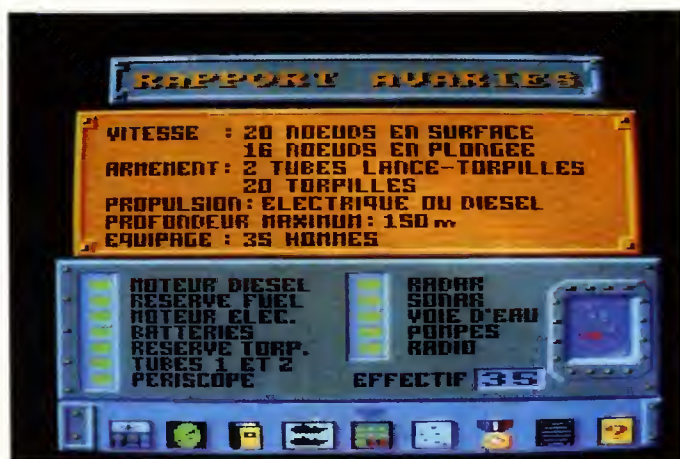 RAPPORT AVARIES
VITESSE : 20 NOEUDS EN SURFACE
16 NOEUDS EN PLONGEE
ARMEMENT: 2 TUBES LANCE-TORPILLES
20 TORPILLES
PROPULSION: ELECTRIQUE OU DIESEL
PROFONDEUR MAXIMUM: 150 m
EQUIPAGE : 35 HOMMES
MOTEUR DIESEL
RESERVE FUEL
MOTEUR ELEC.
BATTERIES
RESERVE TORP.
TUBES 1 ET 2
PERISCOPE
RADAR
SONAR
VOIE D'EAU
POMPES
RADIO
EFFECTIF 35
?